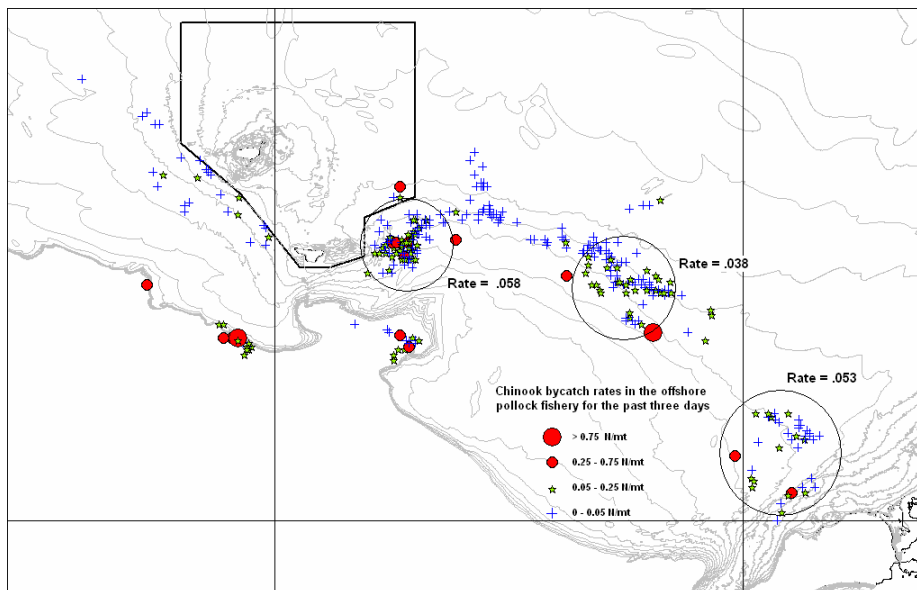 Rate = .038
Rate = .058
Rate = .053
Chinook bycatch rates in the offshore
pollock fishery for the past three days
> 0.75 N/mt
0.25 - 0.75 N/mt
0.05 - 0.25 N/mt
0 - 0.05 N/mt